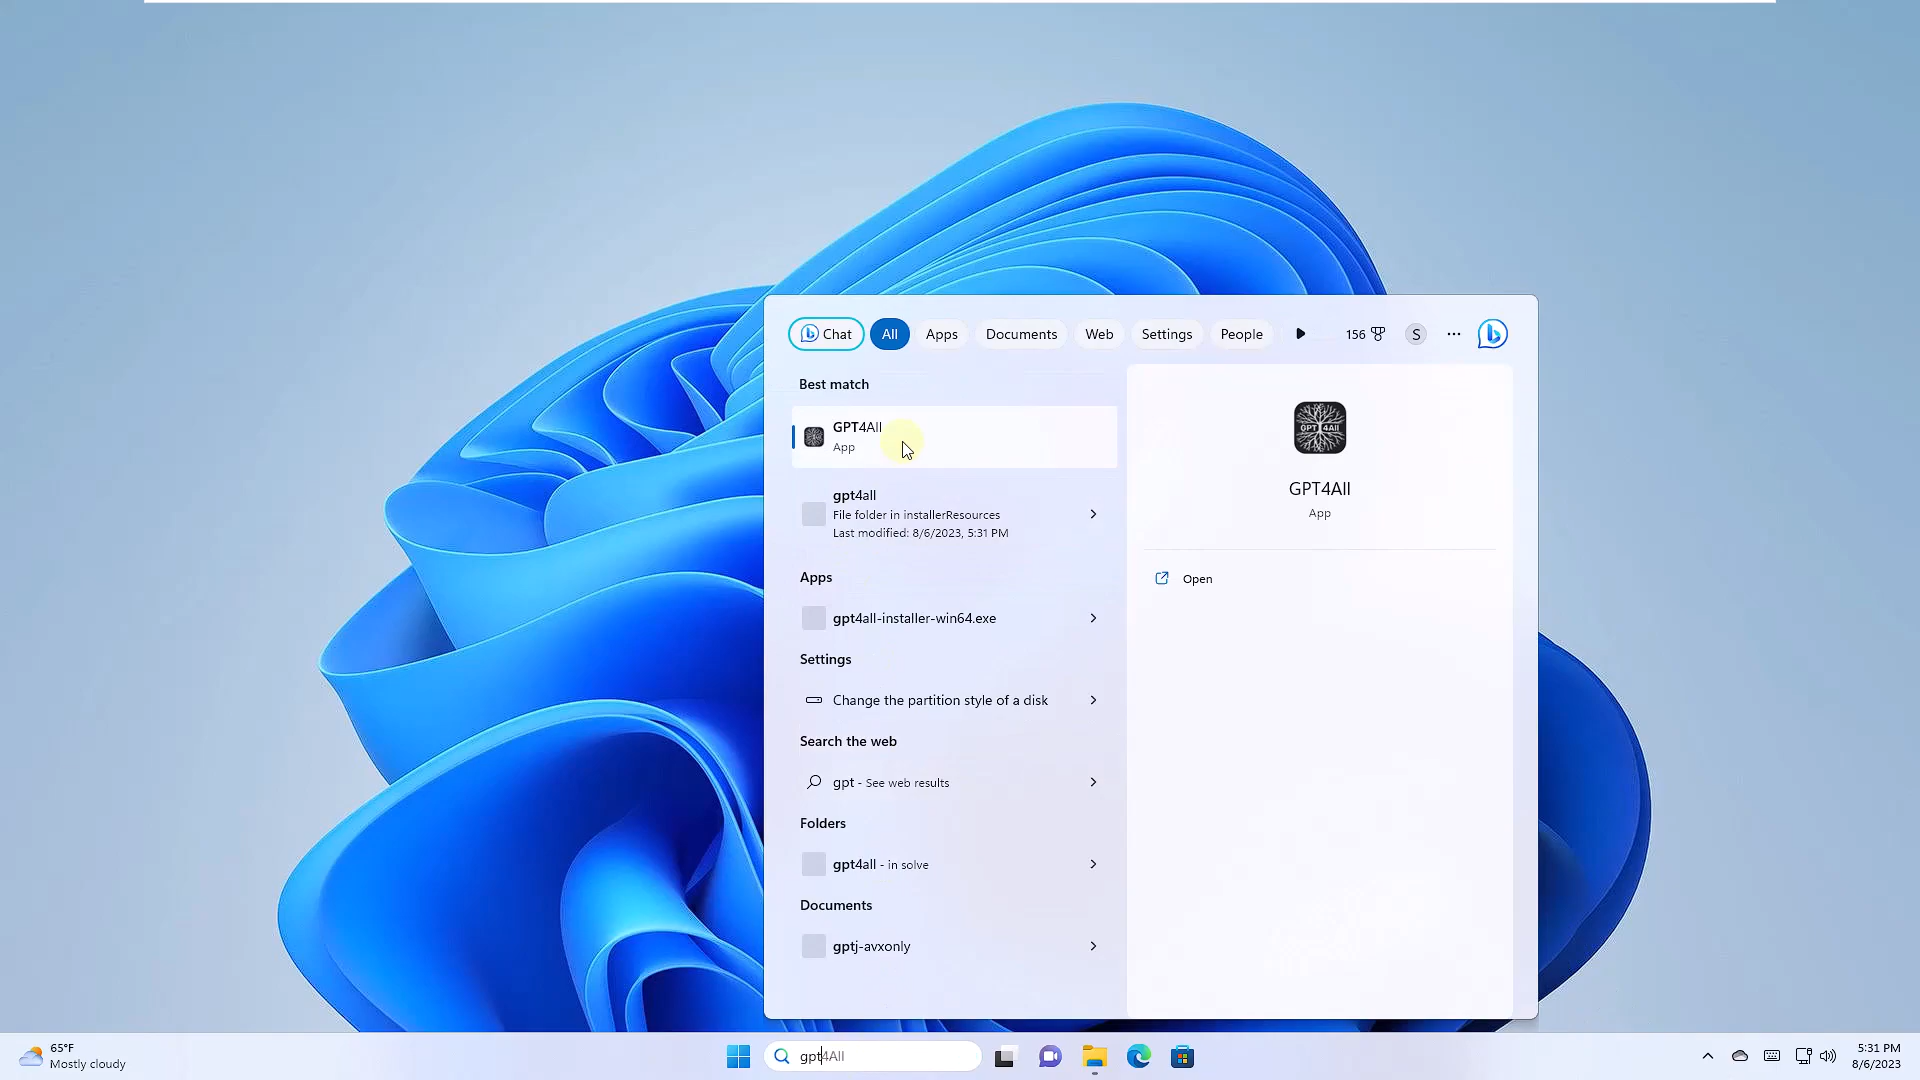 Chat
All
Apps
Documents
Web
Settings
People
156
S
Best match
GPT4All
App
gpt4all
File folder in installerResources
Last modified: 8/6/2023, 5:31 PM
Apps
gpt4all-installer-win64.exe
Settings
Change the partition style of a disk
Search the web
gpt - See web results
Folders
gpt4all - in solve
Documents
gptj-avxonly
GPT 4All
GPT4All
App
Open
65°F
Mostly cloudy
gpt4All
5:31 PM
8/6/2023